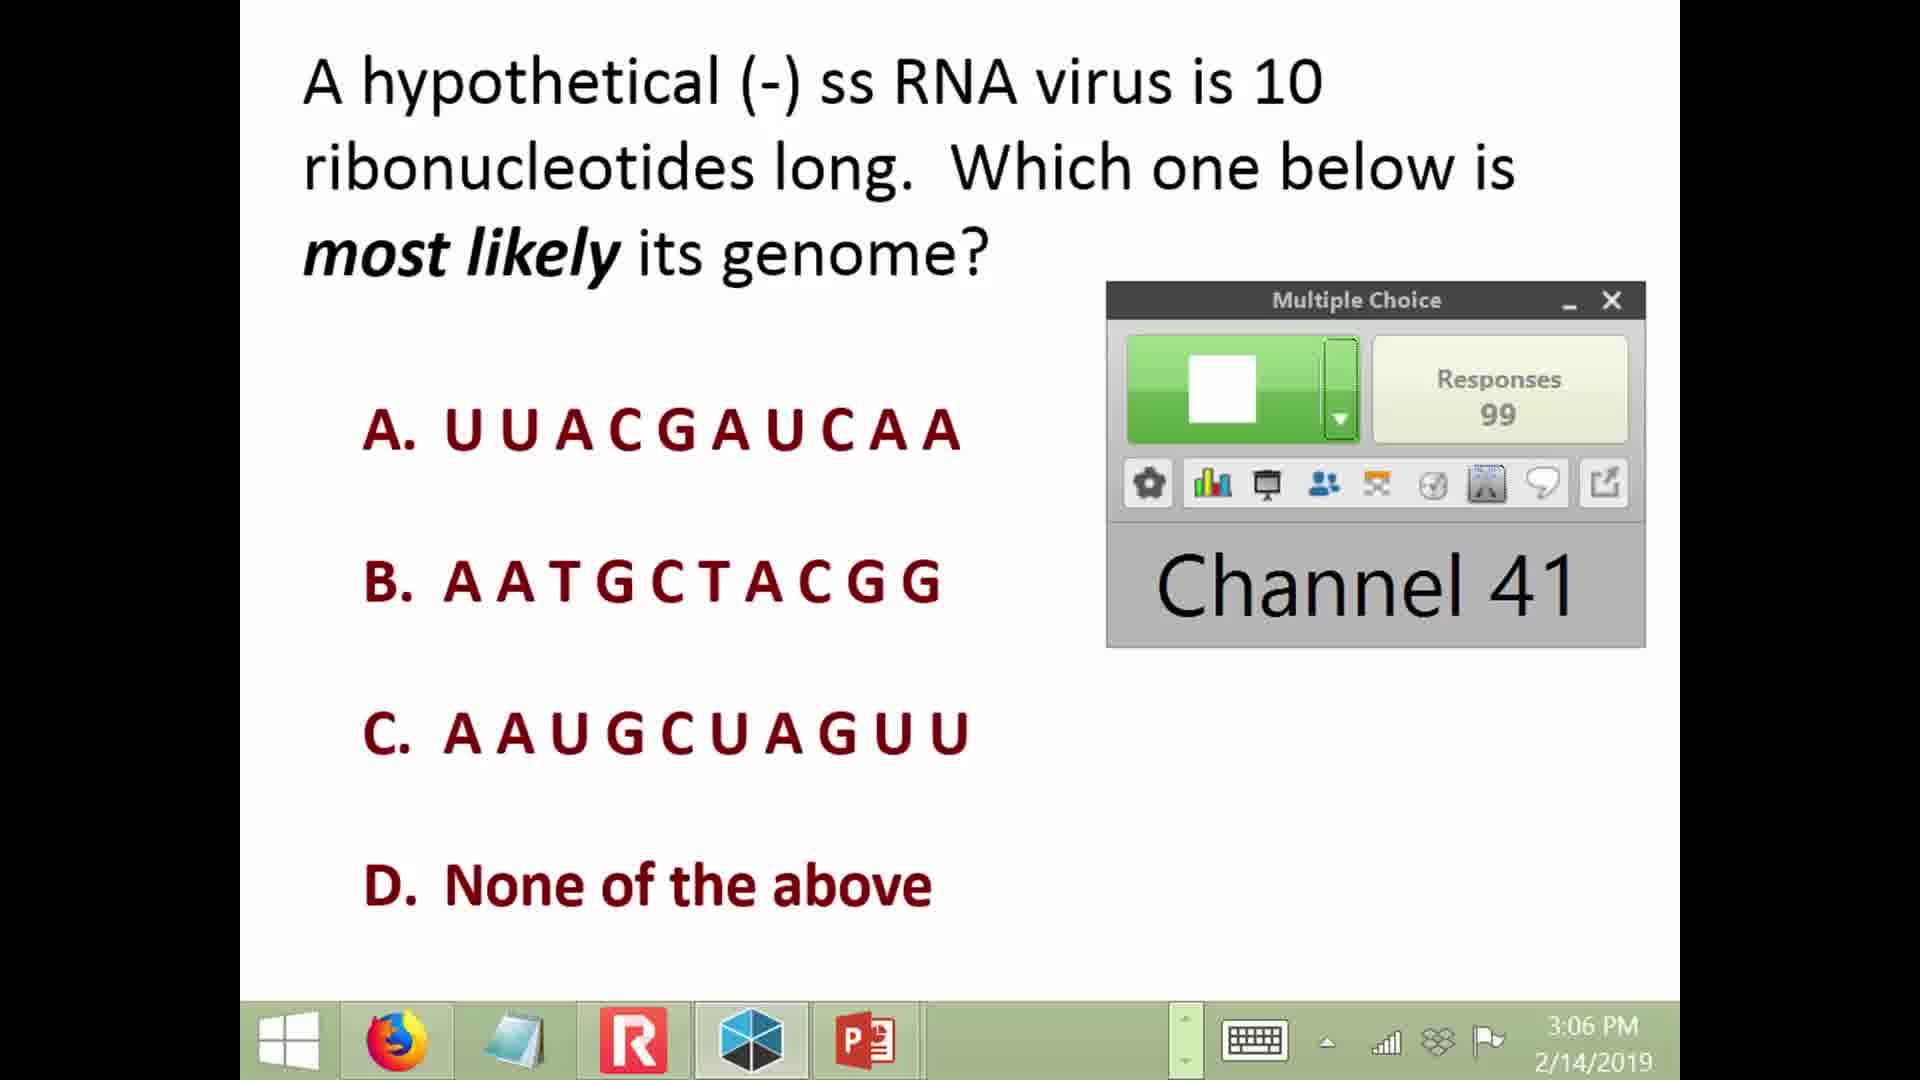 A hypothetical (-) ss RNA virus is 10
ribonucleotides long. Which one below is
most likely its genome?
Multiple Choice
Responses
99
Channel 41
A. U U A C G A U C A A
B. A A T G C T A C G G
C. A A U G C U A G U U
D. None of the above
3:06 PM
2/14/2019